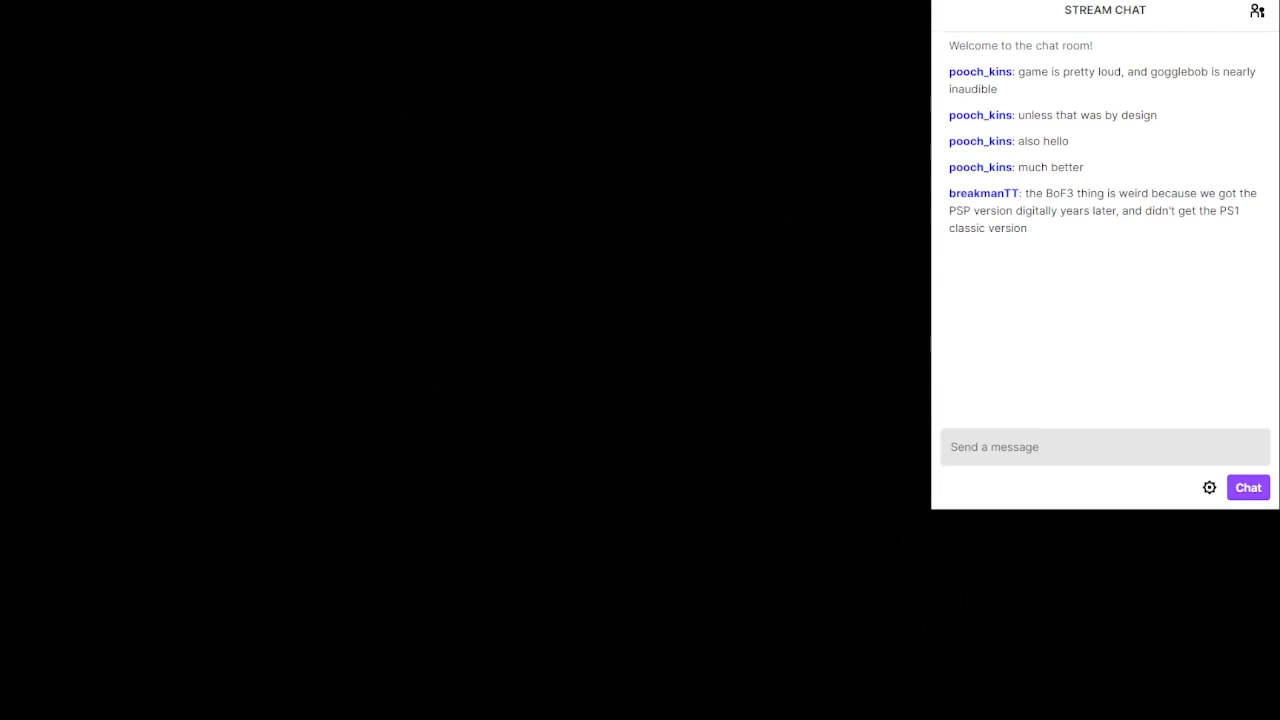 STREAM CHAT
Welcome to the chat room!
pooch_kins: game is pretty loud, and gogglebob is nearly
inaudible
pooch_kins: unless that was by design
pooch_kins: also hello
pooch_kins: much better
breakmanTT: the BoF3 thing is weird because we got the
PSP version digitally years later, and didn't get the PS1
classic version
Send a message
Chat